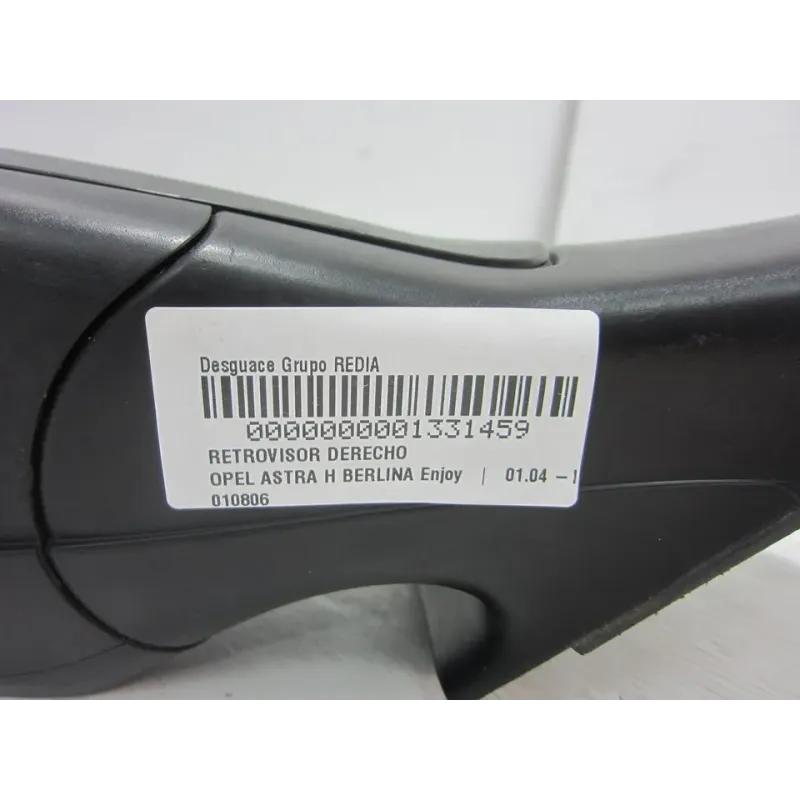 Desguace Grupo REDIA
0000000001331459
RETROVISOR DERECHO
OPEL ASTRA H BERLINA Enjoy | 01.04 –
010806